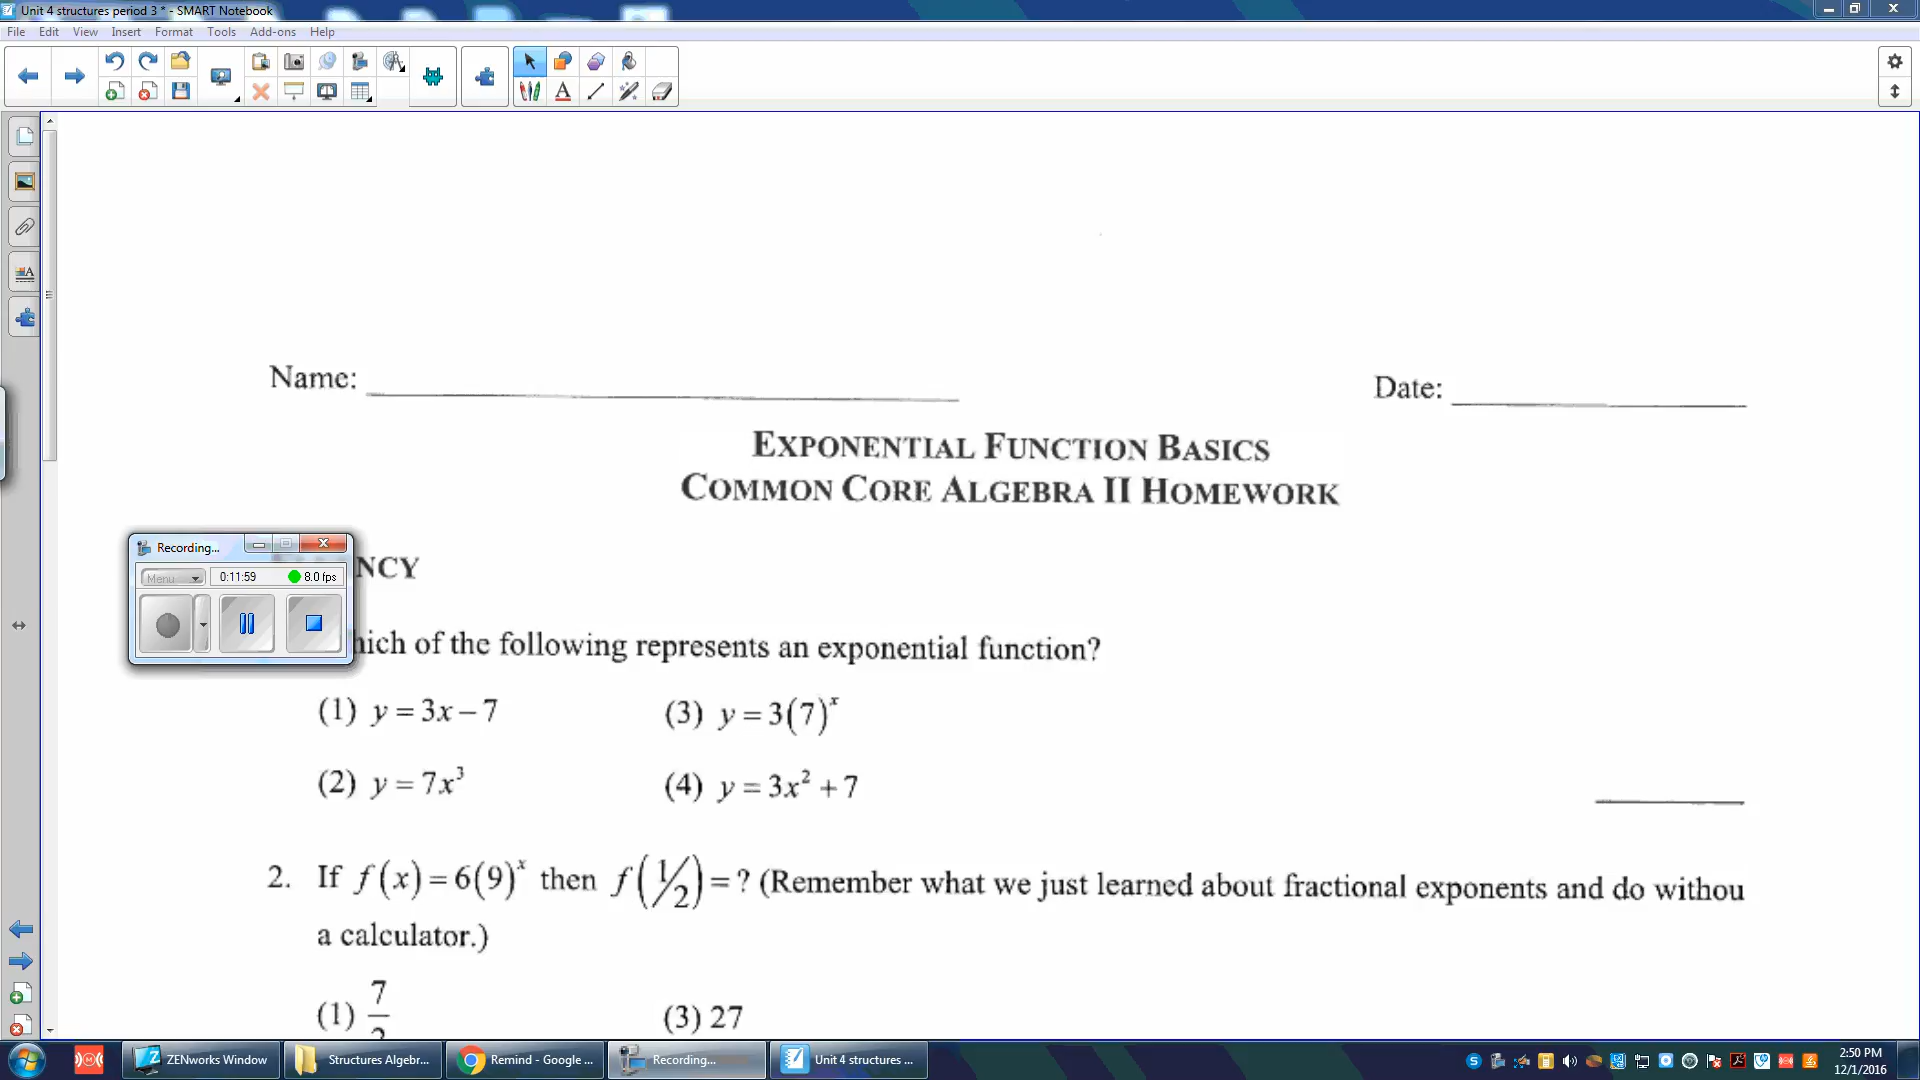 Unit 4 structures period 3 * - SMART Notebook
File Edit View Insert Format Tools Add-ons Help
Name: Date:
EXPONENTIAL FUNCTION BASICS
COMMON CORE ALGEBRA II HOMEWORK
Recording...
NCY
Menu 0:11:59 8.0 fps
hich of the following represents an exponential function?
(1) y = 3x – 7 (3) y = 3(7)ˣ
(2) y = 7x³ (4) y = 3x² + 7
2. If f(x) = 6(9)ˣ then f(1/2) = ? (Remember what we just learned about fractional exponents and do withou
a calculator.)
(1) 7/2 (3) 27
ZENworks Window Structures Algebr... Remind - Google ... Recording... Unit 4 structures ... 2:50 PM
12/1/2016